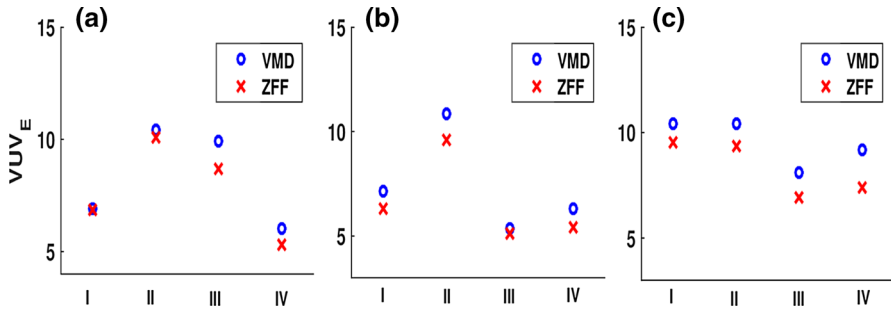 (a)
15
10
5
VUV_E
VMD
ZFF
I II III IV
(b)
15
10
5
VMD
ZFF
I II III IV
(c)
15
10
5
VMD
ZFF
I II III IV